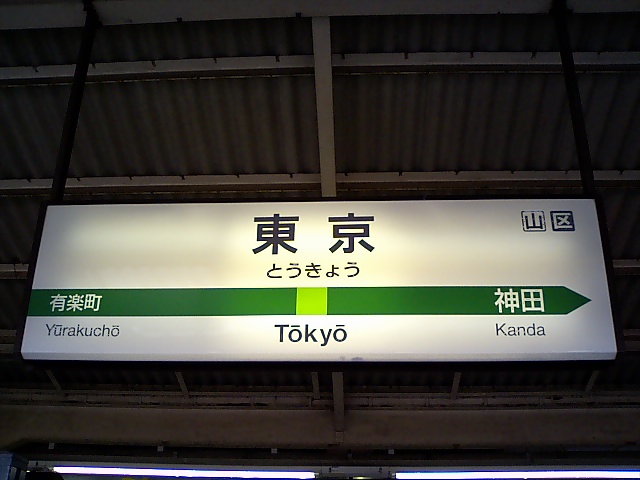 東京
山区
とうきょう
有楽町
神田
Yūrakuchō
Tōkyō
Kanda